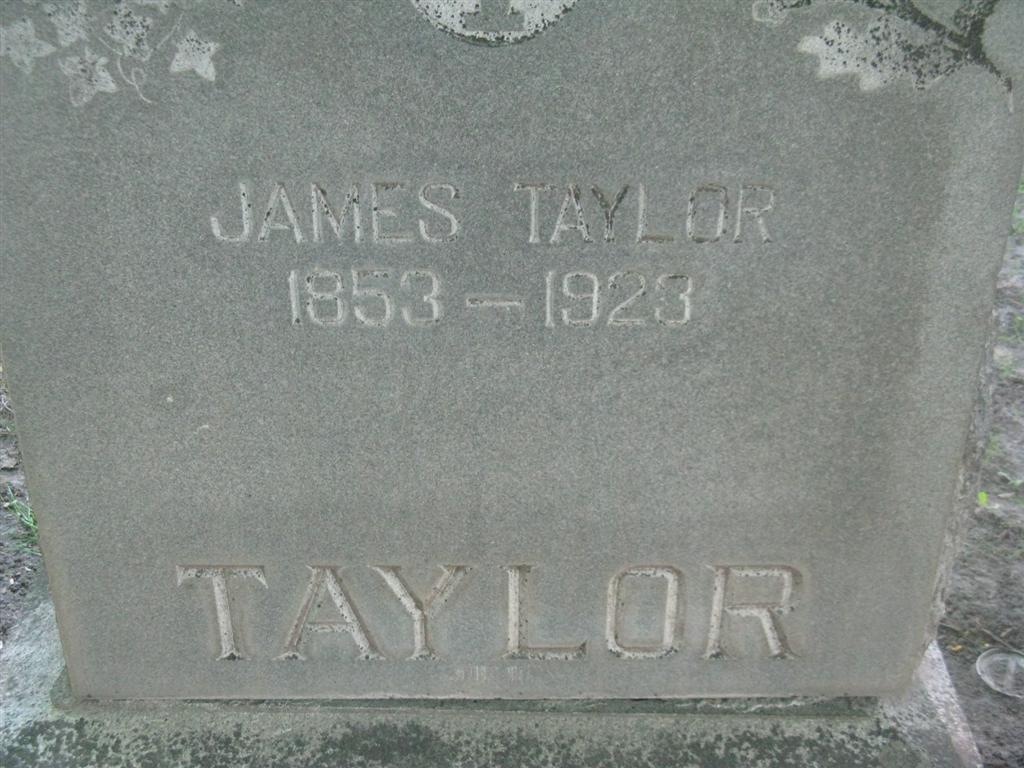 JAMES TAYLOR
1853 – 1923
TAYLOR